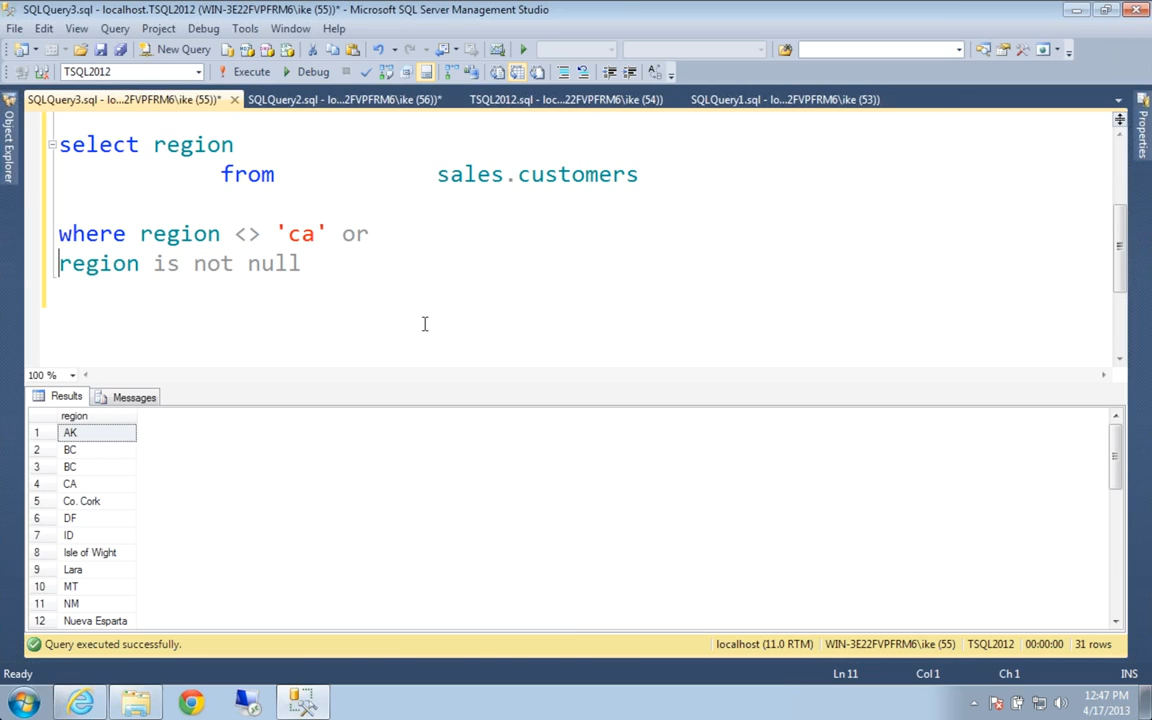 SQLQuery3.sql - localhost.TSQL2012 (WIN-3E22FVPFRM6\ike (55))* - Microsoft SQL Server Management Studio
File Edit View Query Project Debug Tools Window Help
New Query
TSQL2012 Execute Debug
SQLQuery3.sql - lo...2FVPFRM6\ike (55))* SQLQuery2.sql - lo...2FVPFRM6\ike (56))* TSQL2012.sql - loc...22FVPFRM6\ike (54)) SQLQuery1.sql - lo...2FVPFRM6\ike (53))
Object Explorer
Properties
select region
from sales.customers
where region <> 'ca' or
region is not null
100 %
Results Messages
region
1 AK
2 BC
3 BC
4 CA
5 Co. Cork
6 DF
7 ID
8 Isle of Wight
9 Lara
10 MT
11 NM
12 Nueva Esparta
Query executed successfully. localhost (11.0 RTM) WIN-3E22FVPFRM6\ike (55) TSQL2012 00:00:00 31 rows
Ready Ln 11 Col 1 Ch 1 INS
12:47 PM
4/17/2013